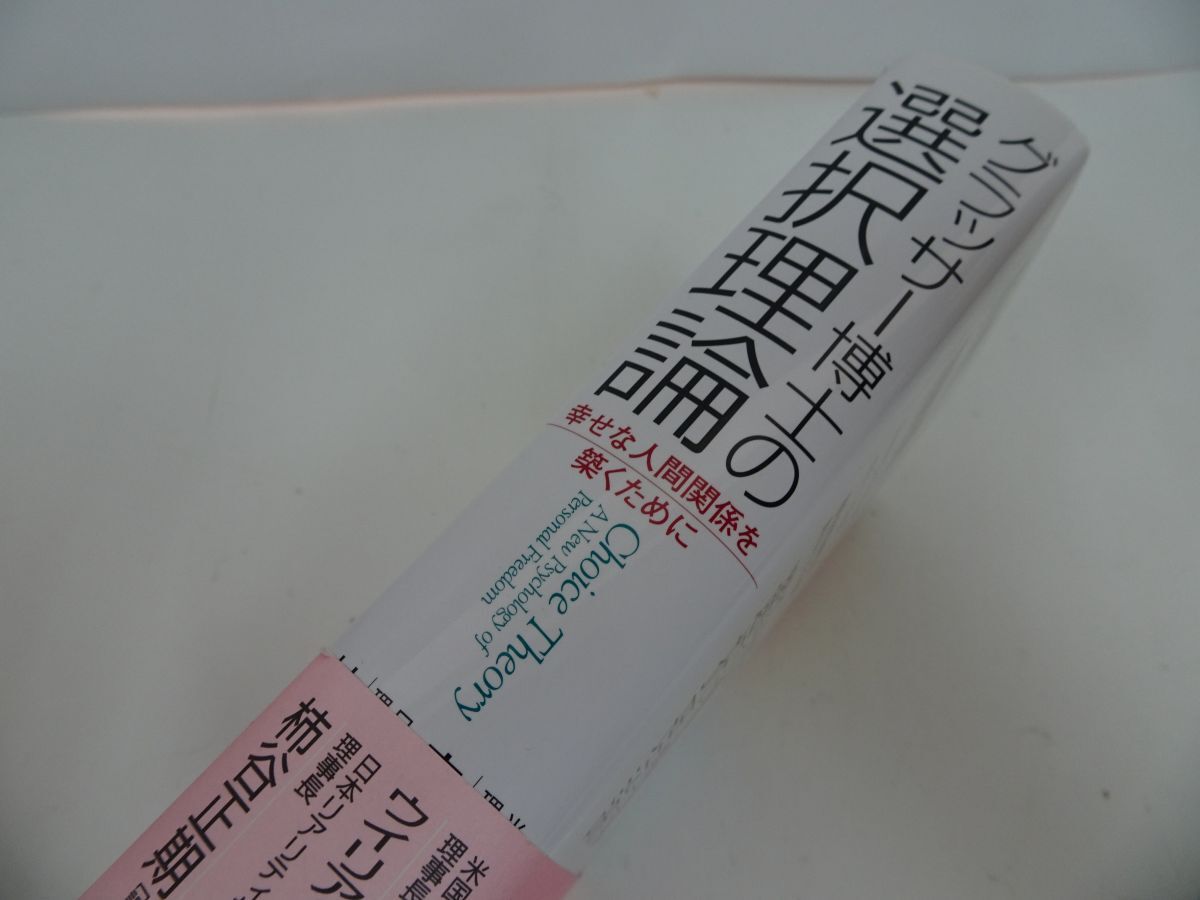 グラッサー博士の
選択理論
幸せな人間関係を
築くために
Choice Theory
A New Psychology of
Personal Freedom
米国
理事長
ウイリア
日本リアリティ
理事長
柿谷正期